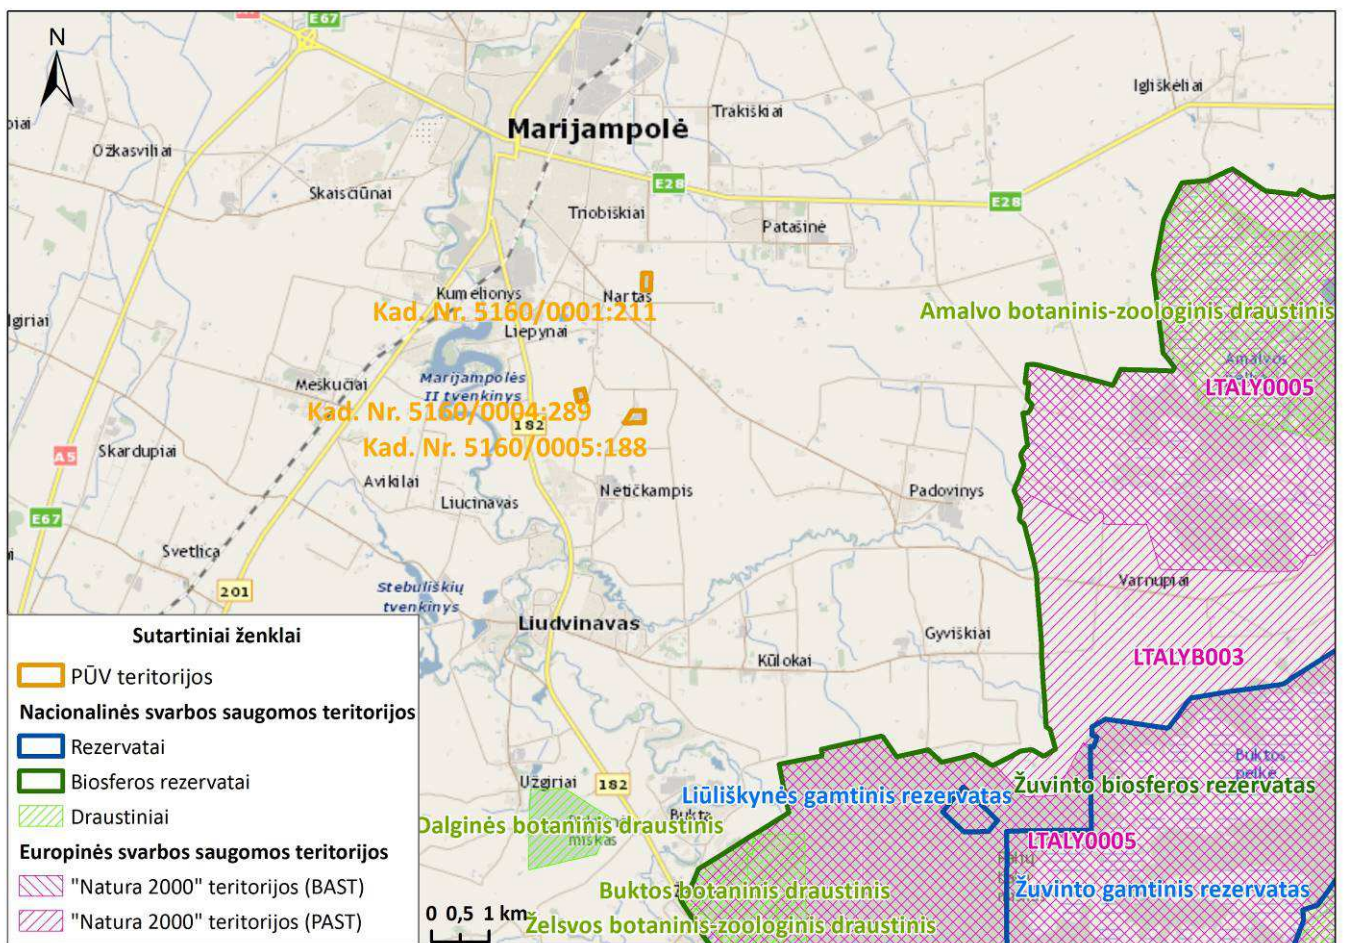 E67
N
Igliškėliai
Trakiškiai
Marijampolė
Ožkasviliai
Skaisčiūnai
E28
E28
Triobiškiai
Patašinė
Kumelionys
Nartas
Kad. Nr. 5160/0001:211
Amalvo botaninis-zoologinis draustinis
Liepynai
Amalvos
Meškučiai
Marijampolės
II tvenkinys
LTALY0005
Kad. Nr. 5160/0004:289
182
Kad. Nr. 5160/0005:188
Skardupiai
A5
Avikilai
Netičkampis
Padovinys
Liucinavas
E67
Svetlica
Varnupiai
201
Stebuliškių
tvenkinys
Liudvinavas
Gyviškiai
Sutartiniai ženklai
LTALYB003
Kūlokai
PŪV teritorijos
Nacionalinės svarbos saugomos teritorijos
Rezervatai
Buktos
pelkė
Biosferos rezervatai
Užgiriai
182
Liūliškynės gamtinis rezervatas
Žuvinto biosferos rezervatas
Draustiniai
Bukta
Dalginės botaninis draustinis
miškas
LTALY0005
Europinės svarbos saugomos teritorijos
"Natura 2000" teritorijos (BAST)
Buktos botaninis draustinis
Žuvinto gamtinis rezervatas
"Natura 2000" teritorijos (PAST)
0 0,5 1 km
Želsvos botaninis-zoologinis draustinis